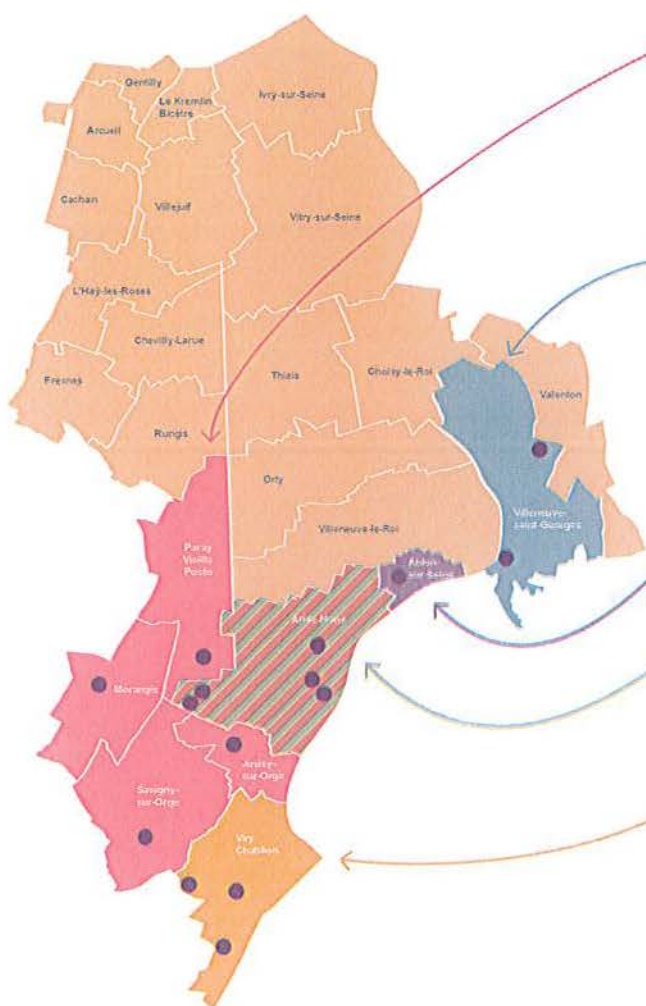 Gentilly
Le Kremlin
Bicêtre
Ivry-sur-Seine
Arcueil
Cachan
Villejuif
Vitry-sur-Seine
L'Haÿ-les-Roses
Chevilly-Larue
Fresnes
Thiais
Choisy-le-Roi
Valenton
Rungis
Orly
Villeneuve-
saint-Georges
Villeneuve-le-Roi
Paray
Vieille
Poste
Ablon-
sur-Seine
Athis-Mons
Morangis
Juvisy-
sur-Orge
Savigny-
sur-Orge
Viry
Chatillon